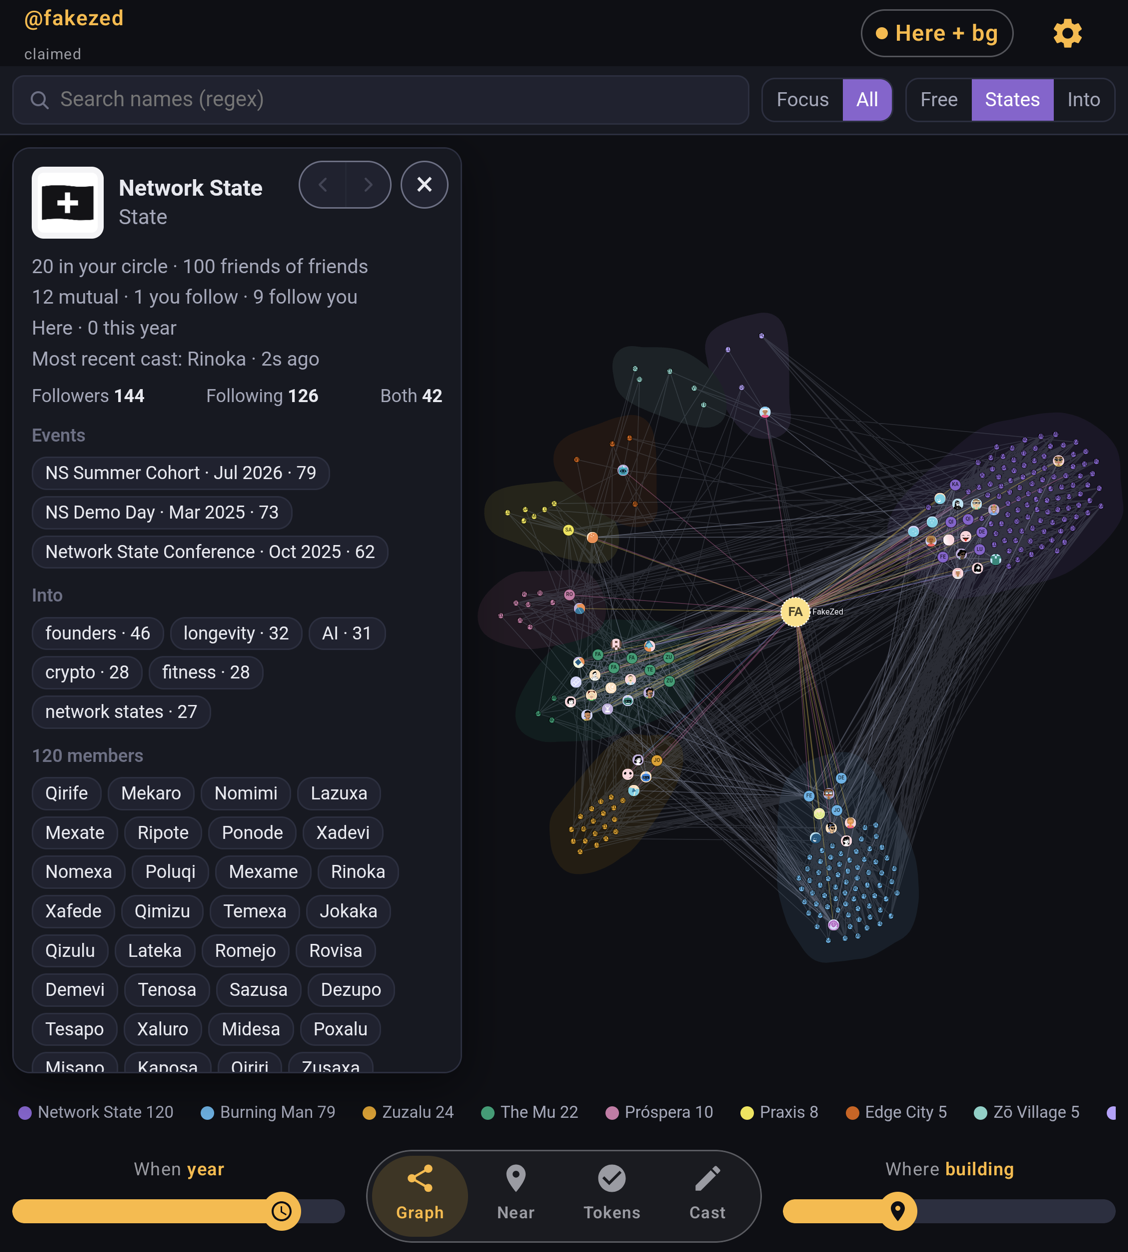 @fakezed
claimed
Here + bg
Search names (regex)
Focus All
Free States Into
Network State
State
20 in your circle · 100 friends of friends
12 mutual · 1 you follow · 9 follow you
Here · 0 this year
Most recent cast: Rinoka · 2s ago
Followers 144 Following 126 Both 42
Events
NS Summer Cohort · Jul 2026 · 79
NS Demo Day · Mar 2025 · 73
Network State Conference · Oct 2025 · 62
Into
founders · 46 longevity · 32 AI · 31
crypto · 28 fitness · 28
network states · 27
120 members
Qirife Mekaro Nomimi Lazuxa
Mexate Ripote Ponode Xadevi
Nomexa Poluqi Mexame Rinoka
Xafede Qimizu Temexa Jokaka
Qizulu Lateka Romejo Rovisa
Demevi Tenosa Sazusa Dezupo
Tesapo Xaluro Midesa Poxalu
Misano Kaposa Qiriri Zusaxa
FA FakeZed
Network State 120 Burning Man 79 Zuzalu 24 The Mu 22 Próspera 10 Praxis 8 Edge City 5 Zō Village 5
When year
Graph Near Tokens Cast
Where building